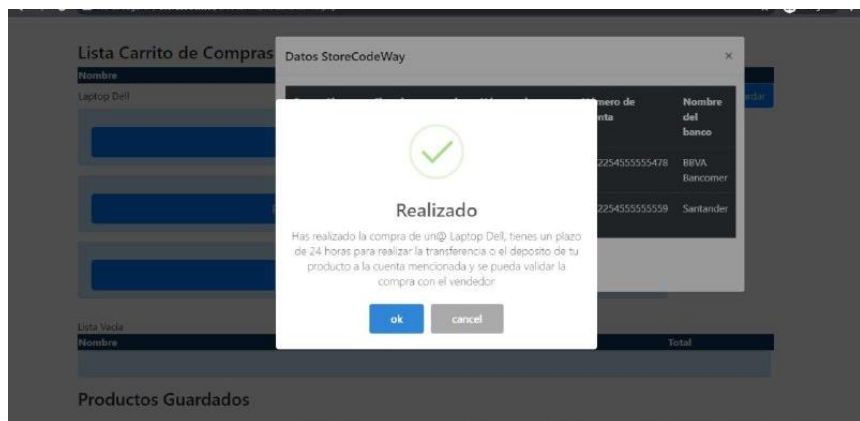 Lista Carrito de Compras
Datos StoreCodeWay
×
Nombre
Laptop Dell
Número de
Nombre
del
banco
2254555555478
BBVA
Bancomer
2254555555559
Santander
Realizado
Has realizado la compra de un@ Laptop Dell, tienes un plazo
de 24 horas para realizar la transferencia o el deposito de tu
producto a la cuenta mencionada y se pueda validar la
compra con el vendedor
ok
cancel
Lista Vacía
Nombre
Total
Productos Guardados